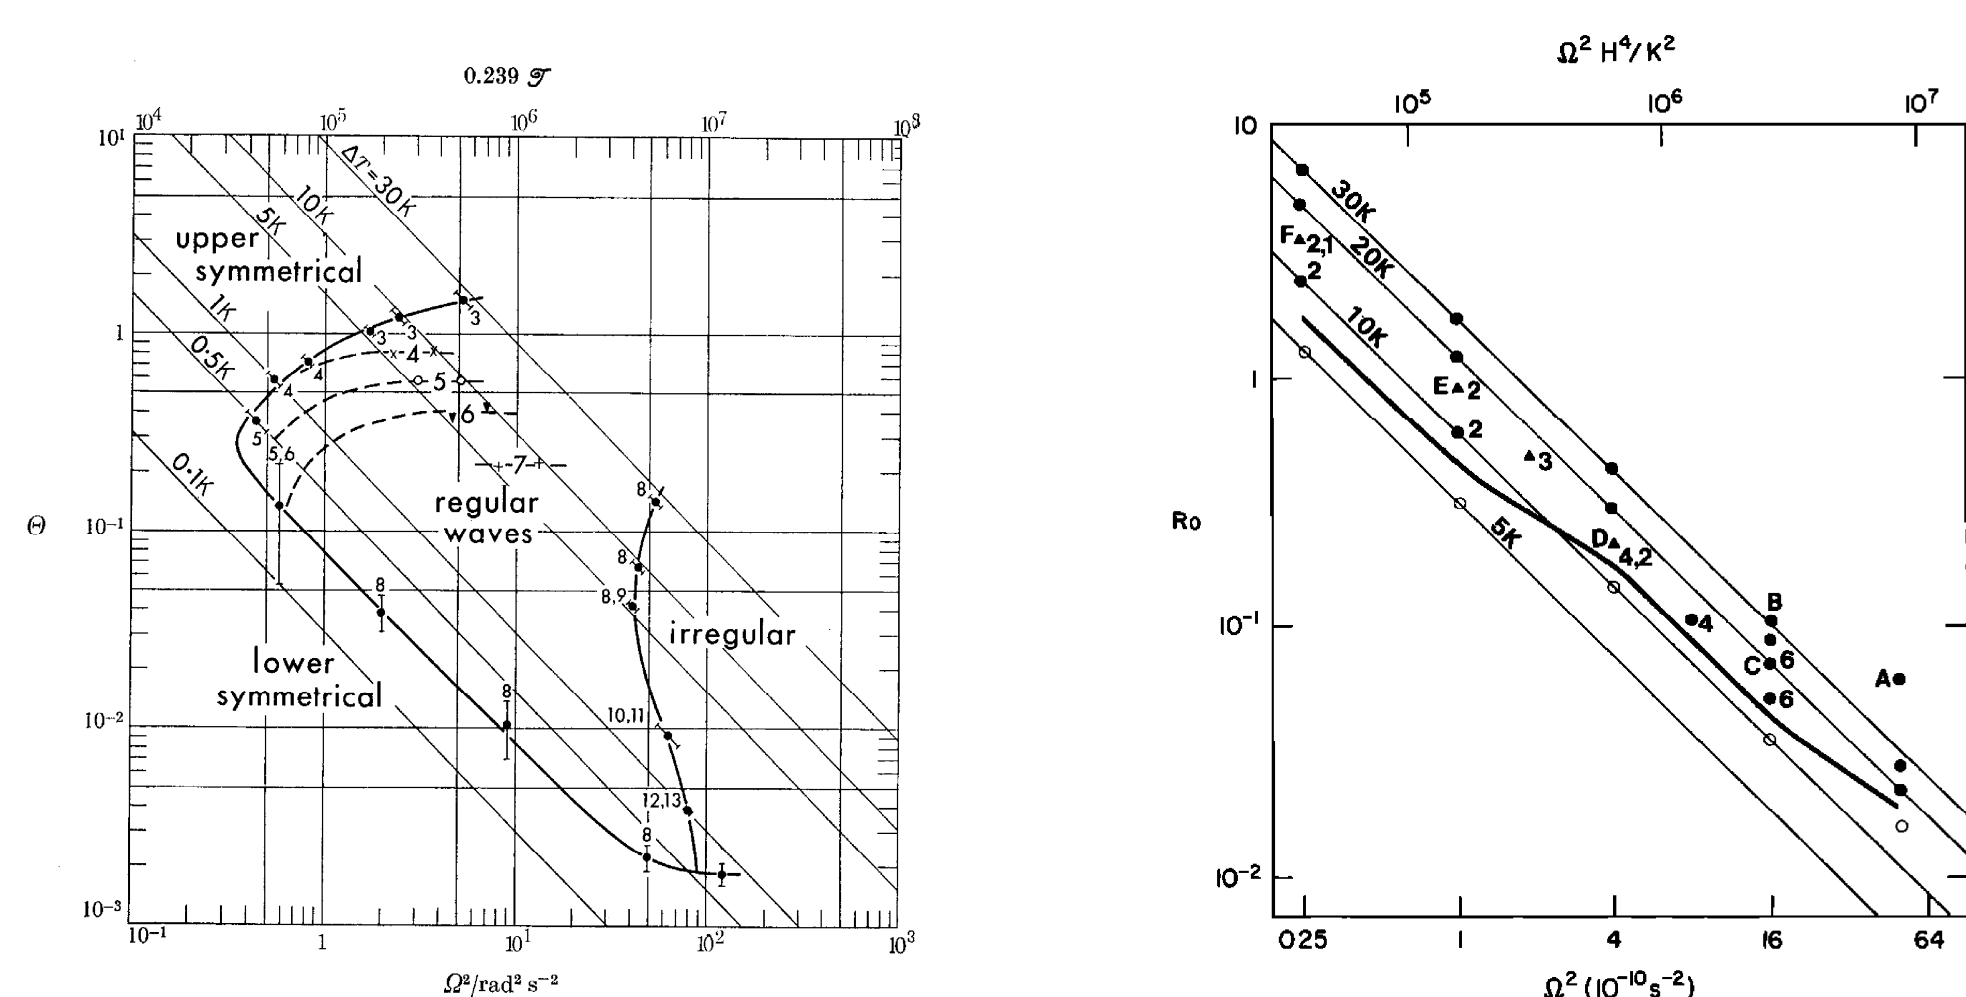 0.239 𝒯
10⁴ 10⁵ 10⁶ 10⁷ 10⁸
10¹
ΔT=30K
10K
5K
upper
symmetrical
1K
3
1
3
3
0·5K
4
4
5
4
6
5
5,6
0·1K
7
8
regular
waves
Θ
10⁻¹
8
8,9
irregular
8
lower
symmetrical
8
10,11
10⁻²
12,13
8
10⁻³
10⁻¹ 1 10¹ 10² 10³
Ω²/rad² s⁻²
Ω² H⁴/K²
10⁵ 10⁶ 10⁷
10
30K
F 2,1
20K
2
10K
1
E 2
2
3
Ro
5K
D 4,2
B
10⁻¹
4
C 6
A
6
10⁻²
025 1 4 16 64
Ω² (10⁻¹⁰s⁻²)